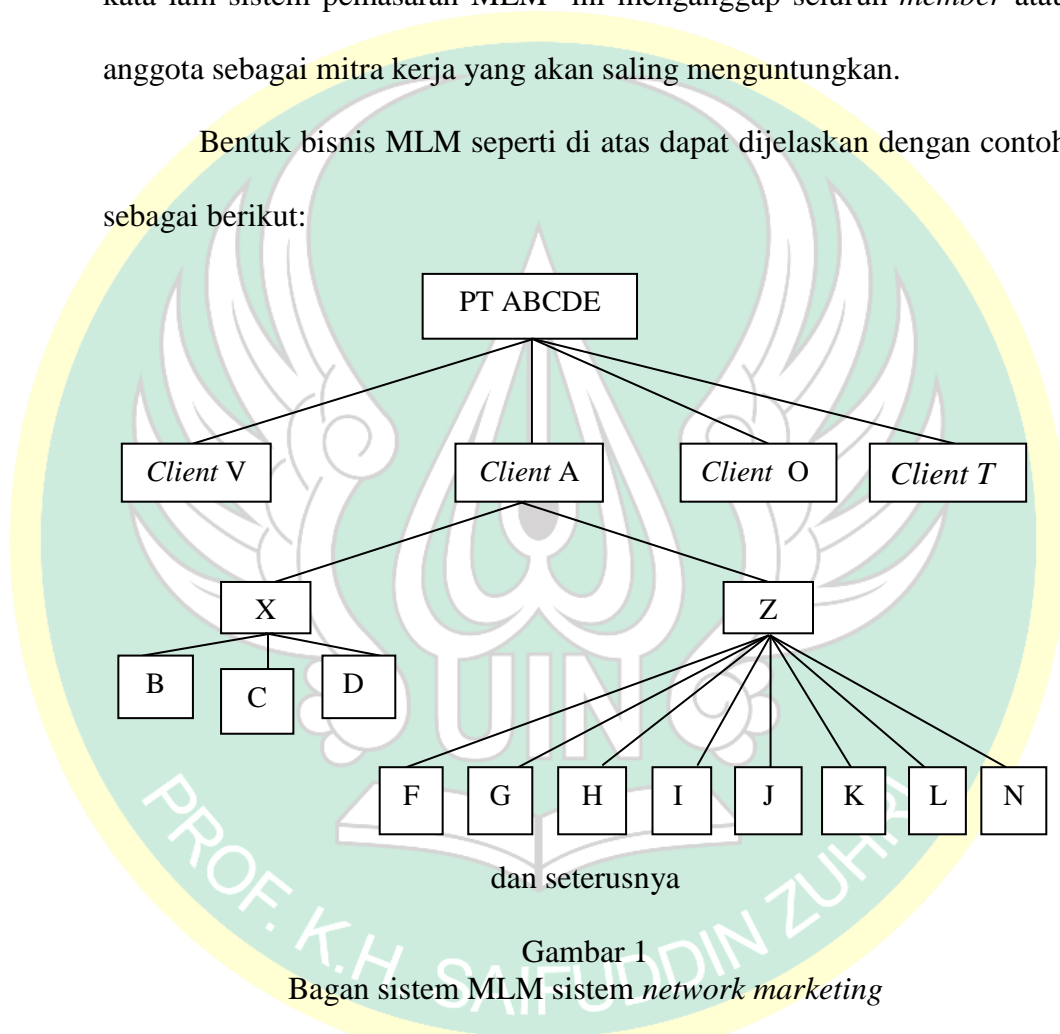 kata lain sistem pemasaran MLM ini menganggap seluruh member atau
anggota sebagai mitra kerja yang akan saling menguntungkan.
Bentuk bisnis MLM seperti di atas dapat dijelaskan dengan contoh
sebagai berikut:
PT ABCDE
Client V
Client A
Client O
Client T
X
Z
B
C
D
UIN
F
G
H
I
J
K
L
N
dan seterusnya
Gambar 1
Bagan sistem MLM sistem network marketing
PROF. K.H. SAIFUDDIN ZUHRI